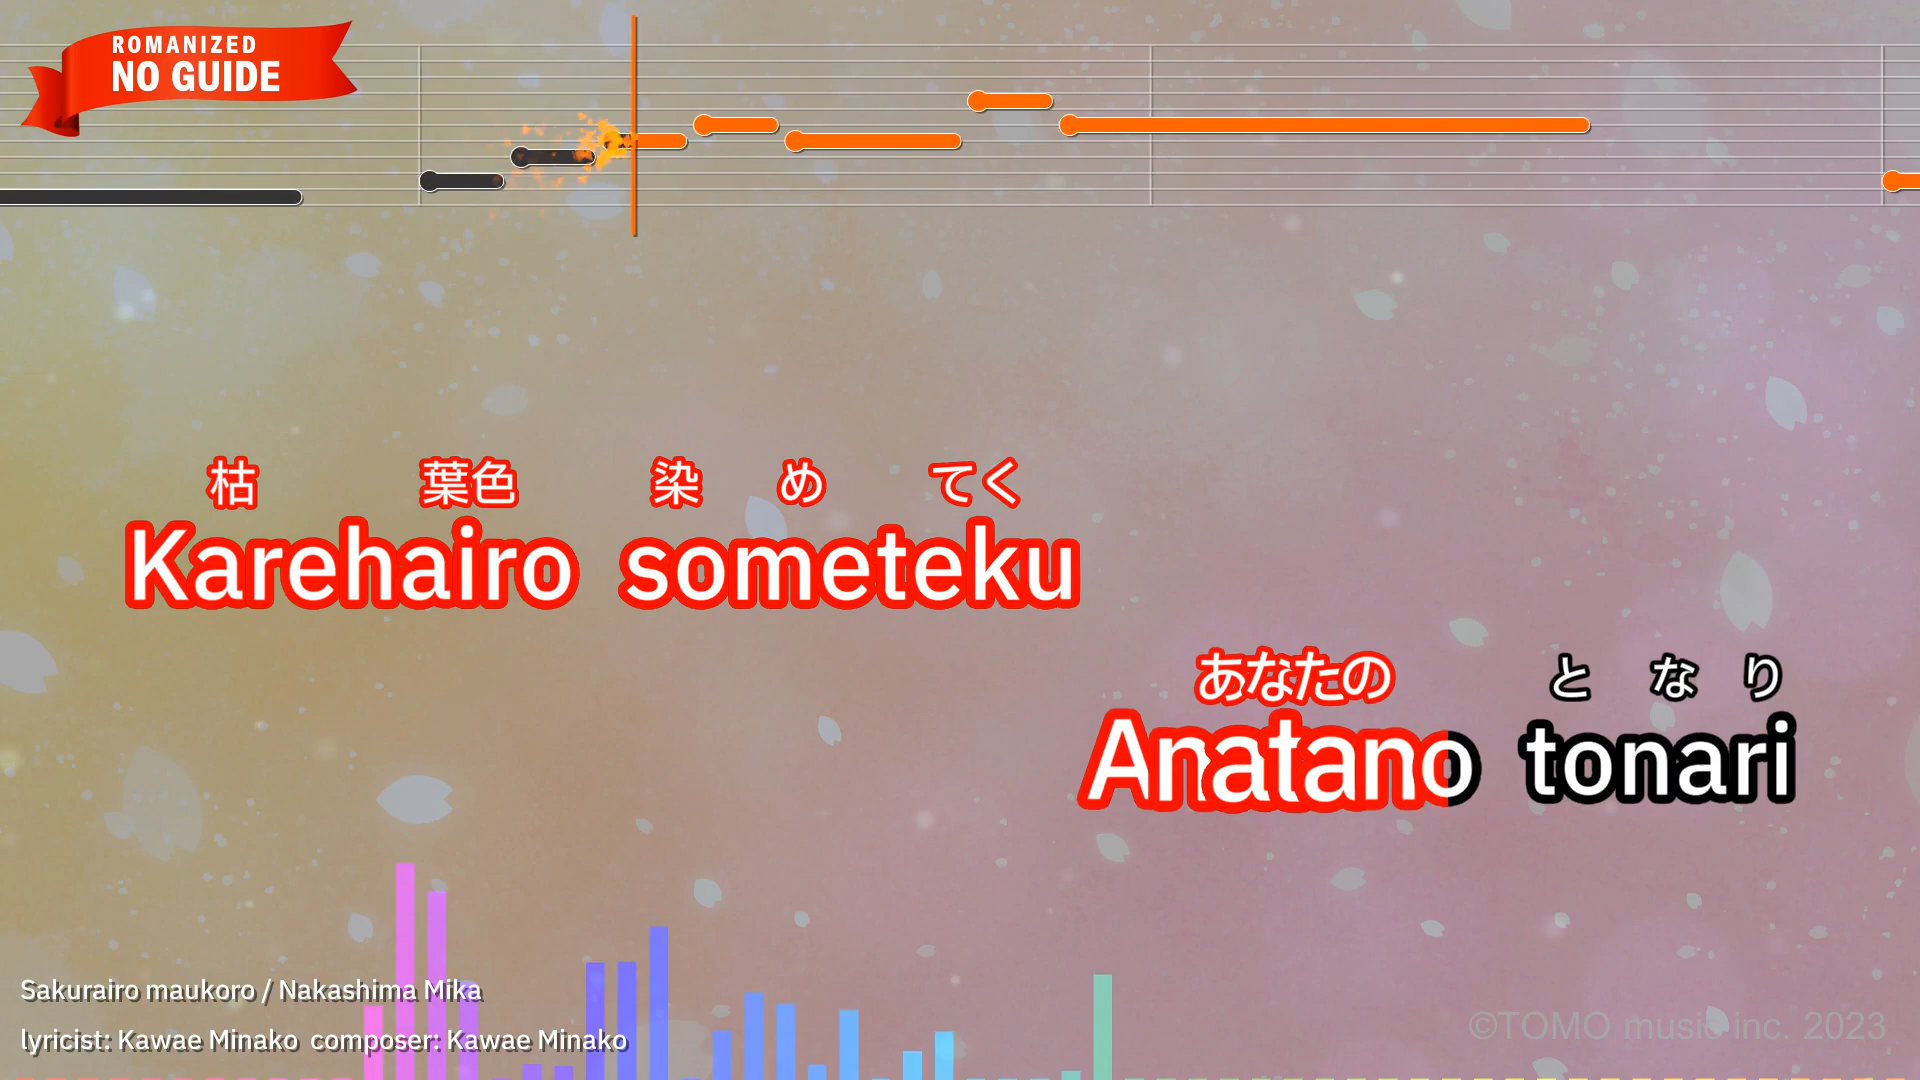 ROMANIZED
NO GUIDE
枯 葉色 染 め てく
Karehairo someteku
あなたの と な り
Anatano tonari
Sakurairo maukoro / Nakashima Mika
lyricist: Kawae Minako composer: Kawae Minako
©TOMO music inc. 2023